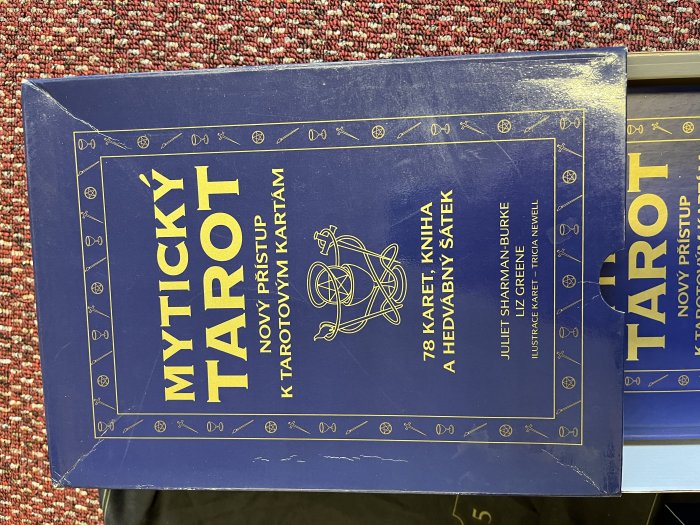 MYTICKÝ
TAROT
NOVÝ PŘÍSTUP
K TAROTOVÝM KARTÁM
78 KARET, KNIHA
A HEDVÁBNÝ ŠÁTEK
JULIET SHARMAN-BURKE
LIZ GREENE
ILUSTRACE KARET – TRICIA NEWELL
TAROT
NOVÝ PŘÍSTUP
5